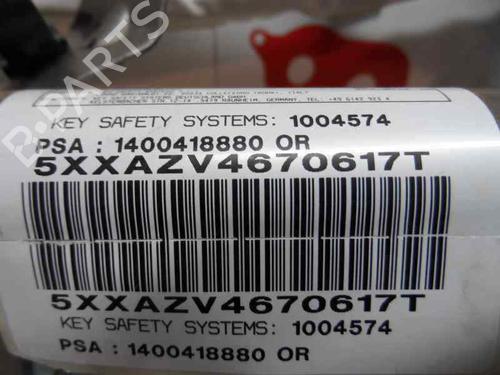 KEY SAFETY SYSTEMS: 1004574
PSA : 1400418880 OR
5XXAZV4670617T
5XXAZV4670617T
KEY SAFETY SYSTEMS: 1004574
PSA : 1400418880 OR
B-PARTS